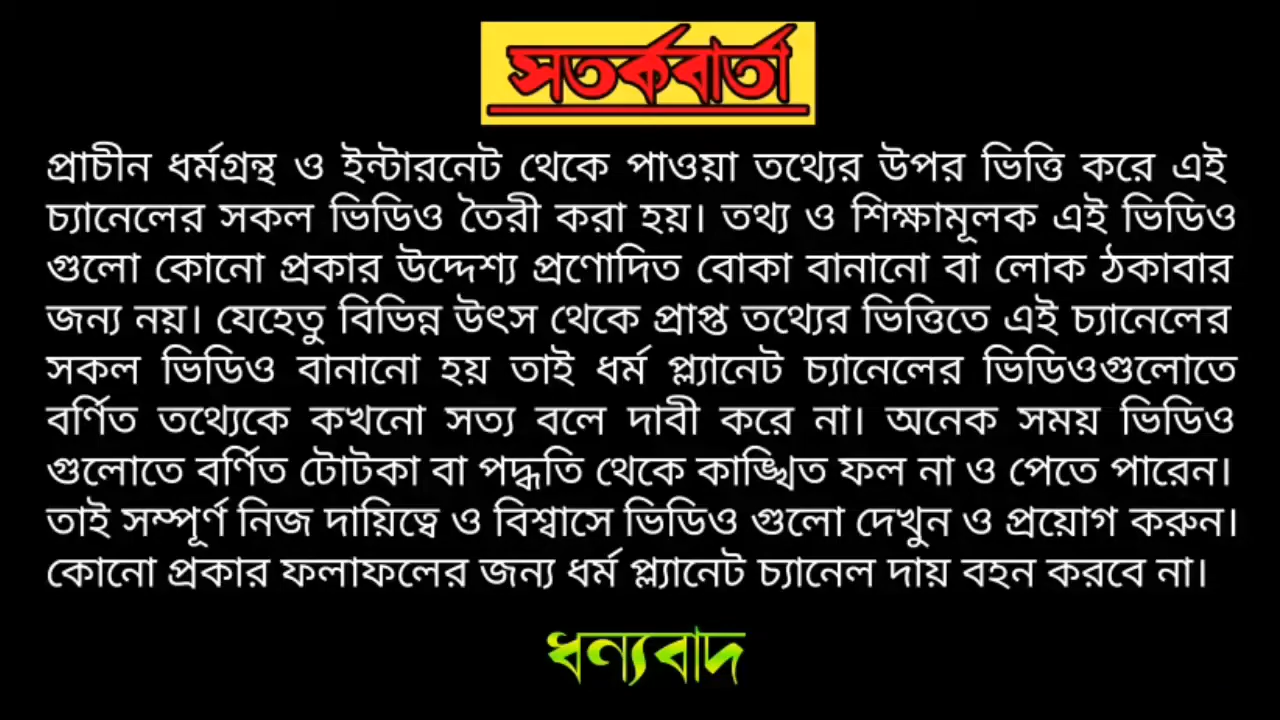 সতর্কবার্তা
প্রাচীন ধর্মগ্রন্থ ও ইন্টারনেট থেকে পাওয়া তথ্যের উপর ভিত্তি করে এই
চ্যানেলের সকল ভিডিও তৈরী করা হয়। তথ্য ও শিক্ষামূলক এই ভিডিও
গুলো কোনো প্রকার উদ্দেশ্য প্রণোদিত বোকা বানানো বা লোক ঠকাবার
জন্য নয়। যেহেতু বিভিন্ন উৎস থেকে প্রাপ্ত তথ্যের ভিত্তিতে এই চ্যানেলের
সকল ভিডিও বানানো হয় তাই ধর্ম প্ল্যানেট চ্যানেলের ভিডিওগুলোতে
বর্ণিত তথ্যেকে কখনো সত্য বলে দাবী করে না। অনেক সময় ভিডিও
গুলোতে বর্ণিত টোটকা বা পদ্ধতি থেকে কাঙ্খিত ফল না ও পেতে পারেন।
তাই সম্পূর্ণ নিজ দায়িত্বে ও বিশ্বাসে ভিডিও গুলো দেখুন ও প্রয়োগ করুন।
কোনো প্রকার ফলাফলের জন্য ধর্ম প্ল্যানেট চ্যানেল দায় বহন করবে না।
ধন্যবাদ